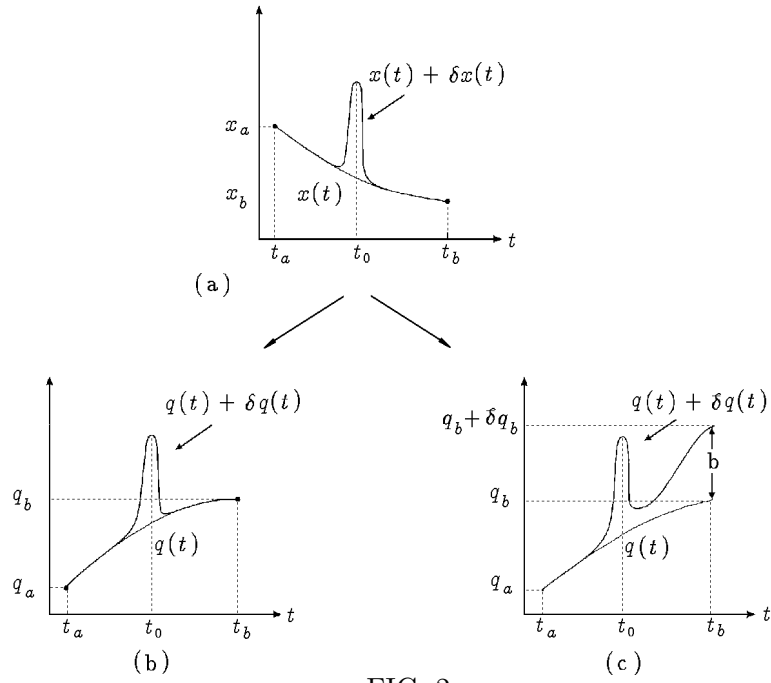 x(t) + δx(t)
x_a
x(t)
x_b
t_a t_0 t_b t
(a)
q(t) + δq(t)
q_b
q(t)
q_a
t_a t_0 t_b t
(b)
q(t) + δq(t)
q_b + δq_b
b
q_b
q(t)
q_a
t_a t_0 t_b t
(c)